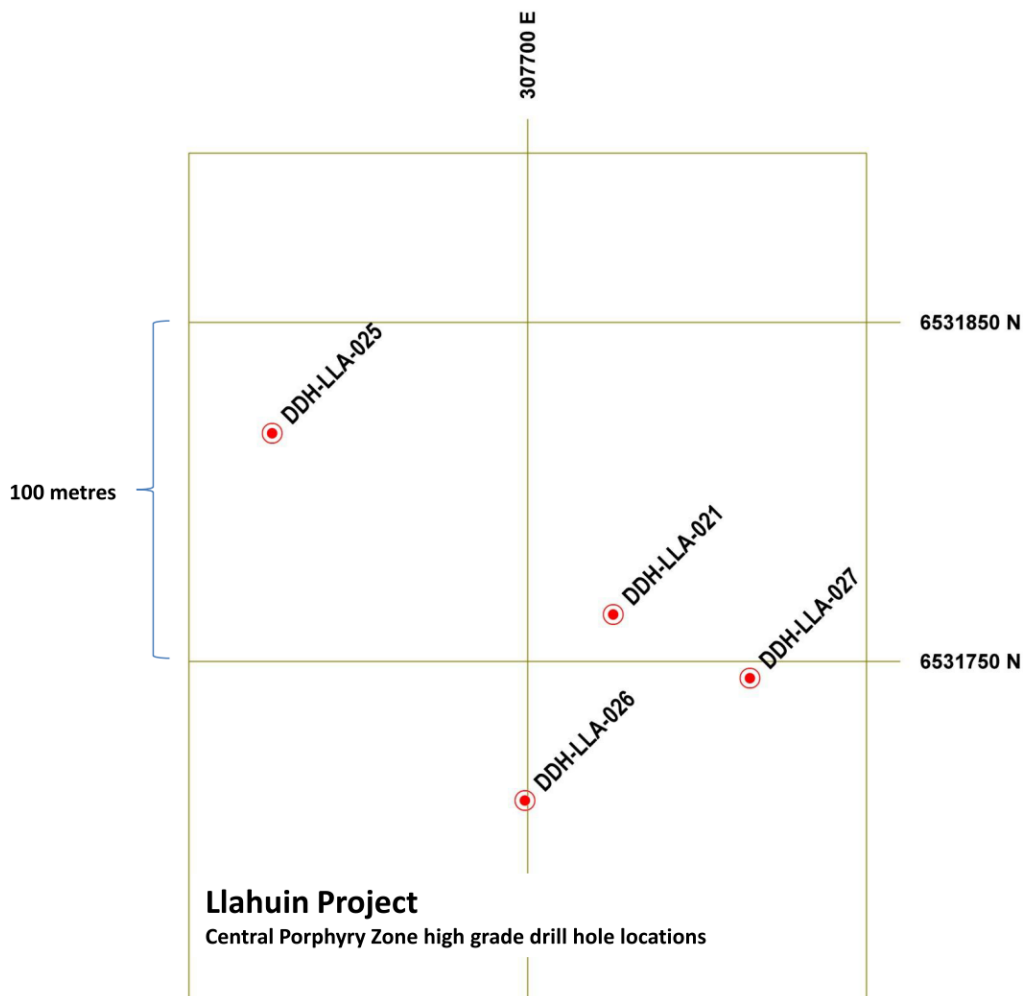 307700 E
6531850 N
DDH-LLA-025
100 metres
DDH-LLA-021
DDH-LLA-027
6531750 N
DDH-LLA-026
Llahuin Project
Central Porphyry Zone high grade drill hole locations